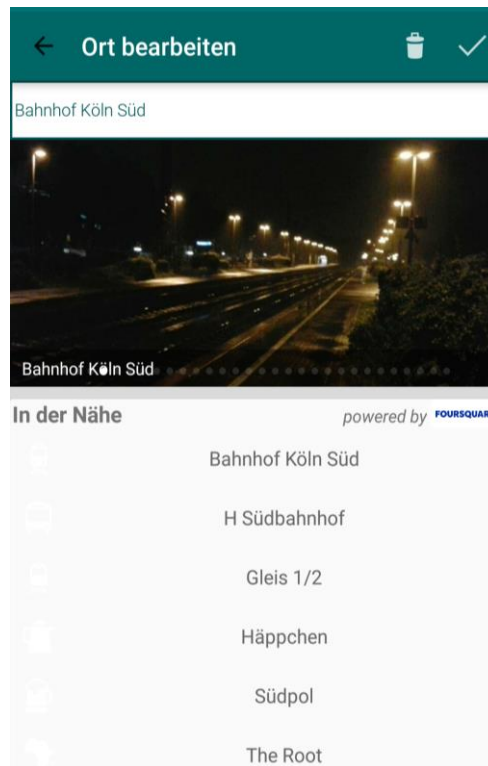 Ort bearbeiten
Bahnhof Köln Süd
Bahnhof Köln Süd
In der Nähe powered by FOURSQUAR
Bahnhof Köln Süd
H Südbahnhof
Gleis 1/2
Häppchen
Südpol
The Root